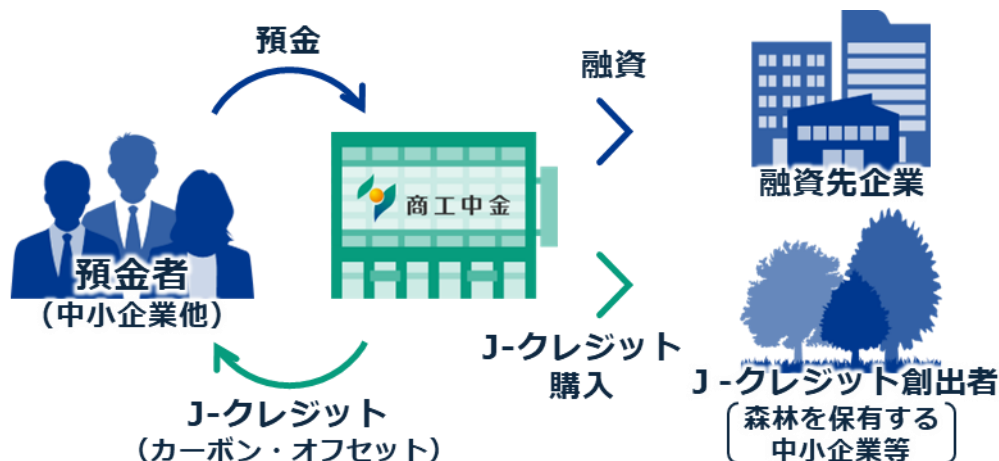 預金
融資
融資先企業
商工中金
預金者
（中小企業他）
J-クレジット
購入
J-クレジット創出者
森林を保有する
中小企業等
J-クレジット
（カーボン・オフセット）